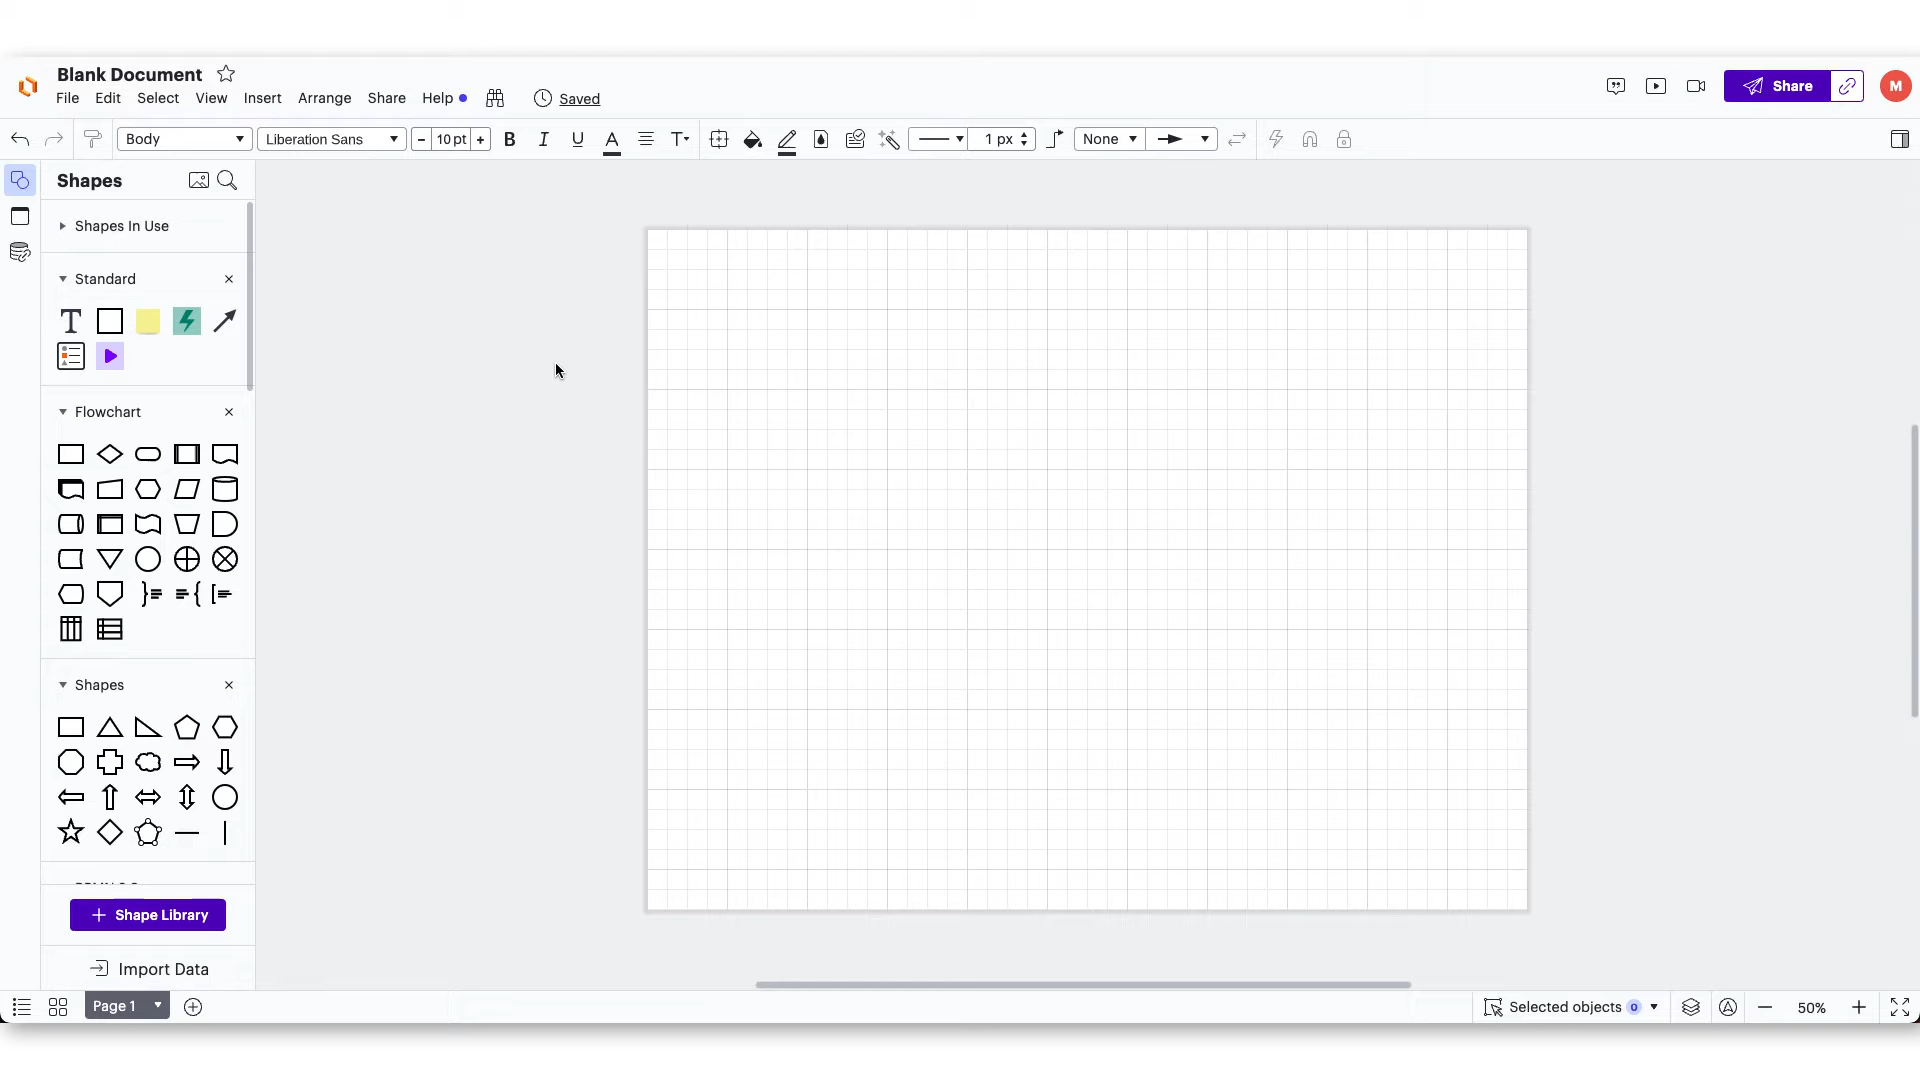 Blank Document
File Edit Select View Insert Arrange Share Help Saved
Share M
Body Liberation Sans - 10 pt + B I U A T 1 px None
Shapes
Shapes In Use
Standard
T
Flowchart
Shapes
+ Shape Library
Import Data
Page 1
Selected objects 0 50%